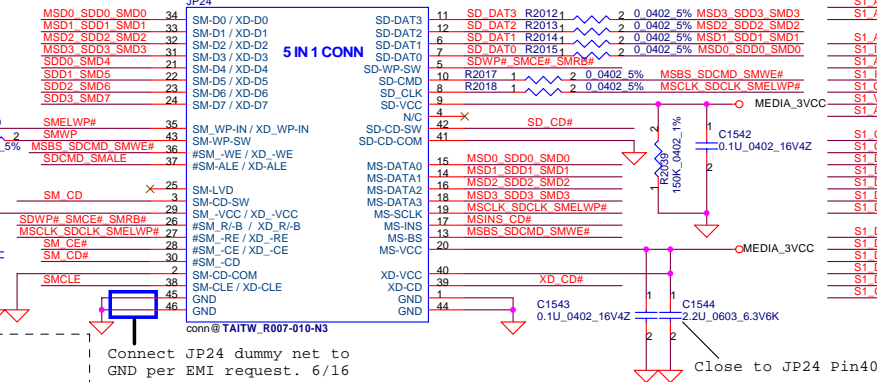 JP24
5 IN 1 CONN
MSD0_SDD0_SMD0 34 SM-D0 / XD-D0
MSD1_SDD1_SMD1 33 SM-D1 / XD-D1
MSD2_SDD2_SMD2 32 SM-D2 / XD-D2
MSD3_SDD3_SMD3 31 SM-D3 / XD-D3
SDD0_SMD4 21 SM-D4 / XD-D4
SDD1_SMD5 22 SM-D5 / XD-D5
SDD2_SMD6 23 SM-D6 / XD-D6
SDD3_SMD7 24 SM-D7 / XD-D7
SMELWP# 35 SM_WP-IN / XD_WP-IN
SMWP 43 SM-WP-SW
2
_5%
MSBS_SDCMD_SMWE# 36 #SM_-WE / XD_-WE
SDCMD_SMALE 37 #SM-ALE / XD-ALE
25 SM-LVD
SM_CD 3 SM-CD-SW
29 SM_-VCC / XD_-VCC
SDWP#_SMCE#_SMRB# 26 #SM_R/-B / XD_R/-B
MSCLK_SDCLK_SMELWP# 27 #SM_-RE / XD_-RE
SM_CE# 28 #SM_-CE / XD_-CE
SM_CD# 30 #SM_-CD
2 SM-CD-COM
SMCLE 38 SM-CLE / XD-CLE
45 GND
46 GND
SD-DAT3 11 SD_DAT3 R2012 1 2 0_0402_5% MSD3_SDD3_SMD3
SD-DAT2 12 SD_DAT2 R2013 1 2 0_0402_5% MSD2_SDD2_SMD2
SD-DAT1 6 SD_DAT1 R2014 1 2 0_0402_5% MSD1_SDD1_SMD1
SD-DAT0 7 SD_DAT0 R2015 1 2 0_0402_5% MSD0_SDD0_SMD0
SD-WP-SW 5 SDWP#_SMCE#_SMRB#
SD-CMD 10 R2017 1 2 0_0402_5% MSBS_SDCMD_SMWE#
SD_CLK 8 R2018 1 2 0_0402_5% MSCLK_SDCLK_SMELWP#
SD-VCC 9 MEDIA_3VCC
N/C 4
SD-CD-SW 42 SD_CD#
SD-CD-COM 41
MS-DATA0 15 MSD0_SDD0_SMD0
MS-DATA1 14 MSD1_SDD1_SMD1
MS-DATA2 16 MSD2_SDD2_SMD2
MS-DATA3 18 MSD3_SDD3_SMD3
MS-SCLK 19 MSCLK_SDCLK_SMELWP#
MS-INS 17 MSINS_CD#
MS-BS 13 MSBS_SDCMD_SMWE#
MS-VCC 20 MEDIA_3VCC
XD-VCC 40
XD-CD 39 XD_CD#
GND 1
GND 44
2
R2039
150K_0402_1%
1
1
C1542
0.1U_0402_16V4Z
2
1
C1543
0.1U_0402_16V4Z
2
1
C1544
2.2U_0603_6.3V6K
2
conn@ TAITW_R007-010-N3
Connect JP24 dummy net to
GND per EMI request. 6/16
Close to JP24 Pin40